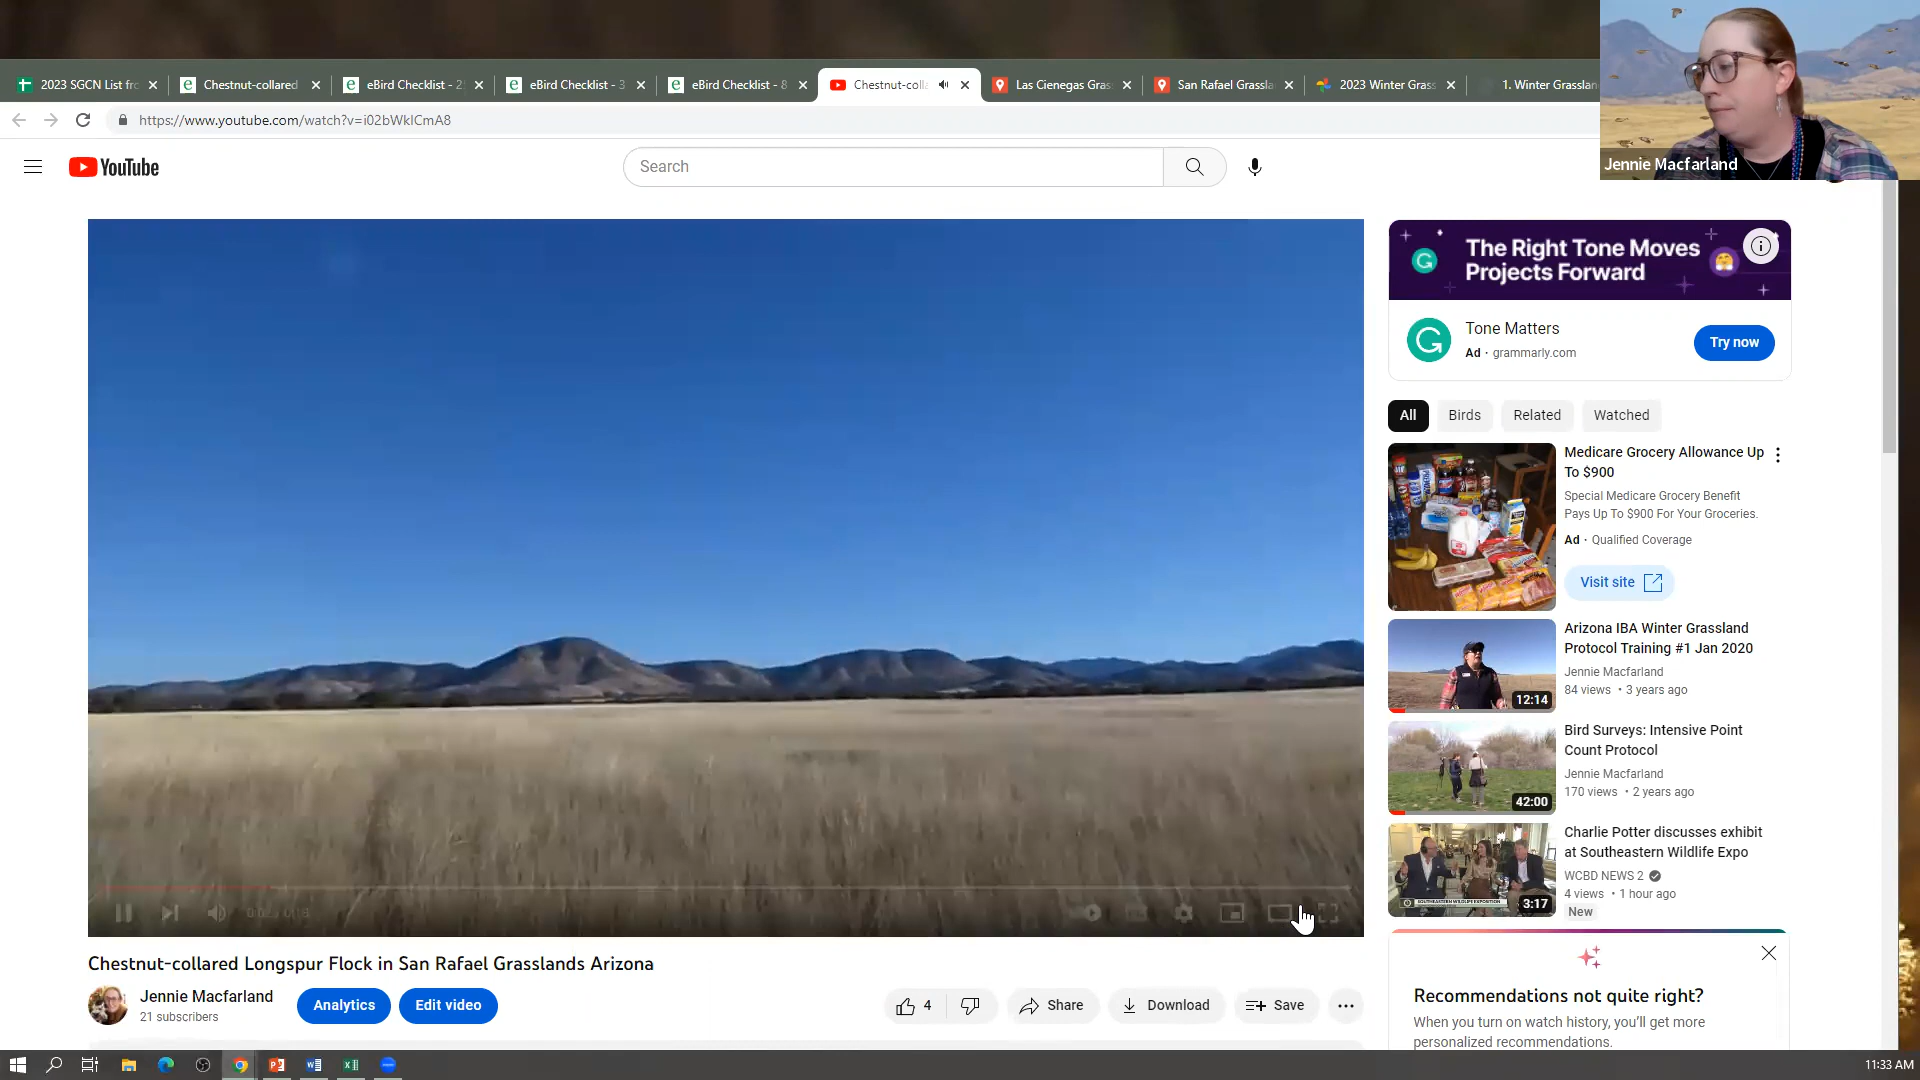 2023 SGCN List fr
Chestnut-collared
eBird Checklist - 2
eBird Checklist - 3
eBird Checklist - 8
Chestnut-coll
Las Cienegas Gras
San Rafael Grassla
2023 Winter Grass
1. Winter Grasslan
https://www.youtube.com/watch?v=i02bWklCmA8
YouTube
Search
Jennie Macfarland
The Right Tone Moves
Projects Forward
Tone Matters
Ad · grammarly.com
Try now
All
Birds
Related
Watched
Medicare Grocery Allowance Up
To $900
Special Medicare Grocery Benefit
Pays Up To $900 For Your Groceries.
Ad · Qualified Coverage
Visit site
Arizona IBA Winter Grassland
Protocol Training #1 Jan 2020
Jennie Macfarland
84 views • 3 years ago
12:14
Bird Surveys: Intensive Point
Count Protocol
Jennie Macfarland
170 views • 2 years ago
42:00
Charlie Potter discusses exhibit
at Southeastern Wildlife Expo
WCBD NEWS 2
4 views • 1 hour ago
New
3:17
Chestnut-collared Longspur Flock in San Rafael Grasslands Arizona
Jennie Macfarland
21 subscribers
Analytics
Edit video
4
Share
Download
Save
Recommendations not quite right?
When you turn on watch history, you'll get more
personalized recommendations.
11:33 AM